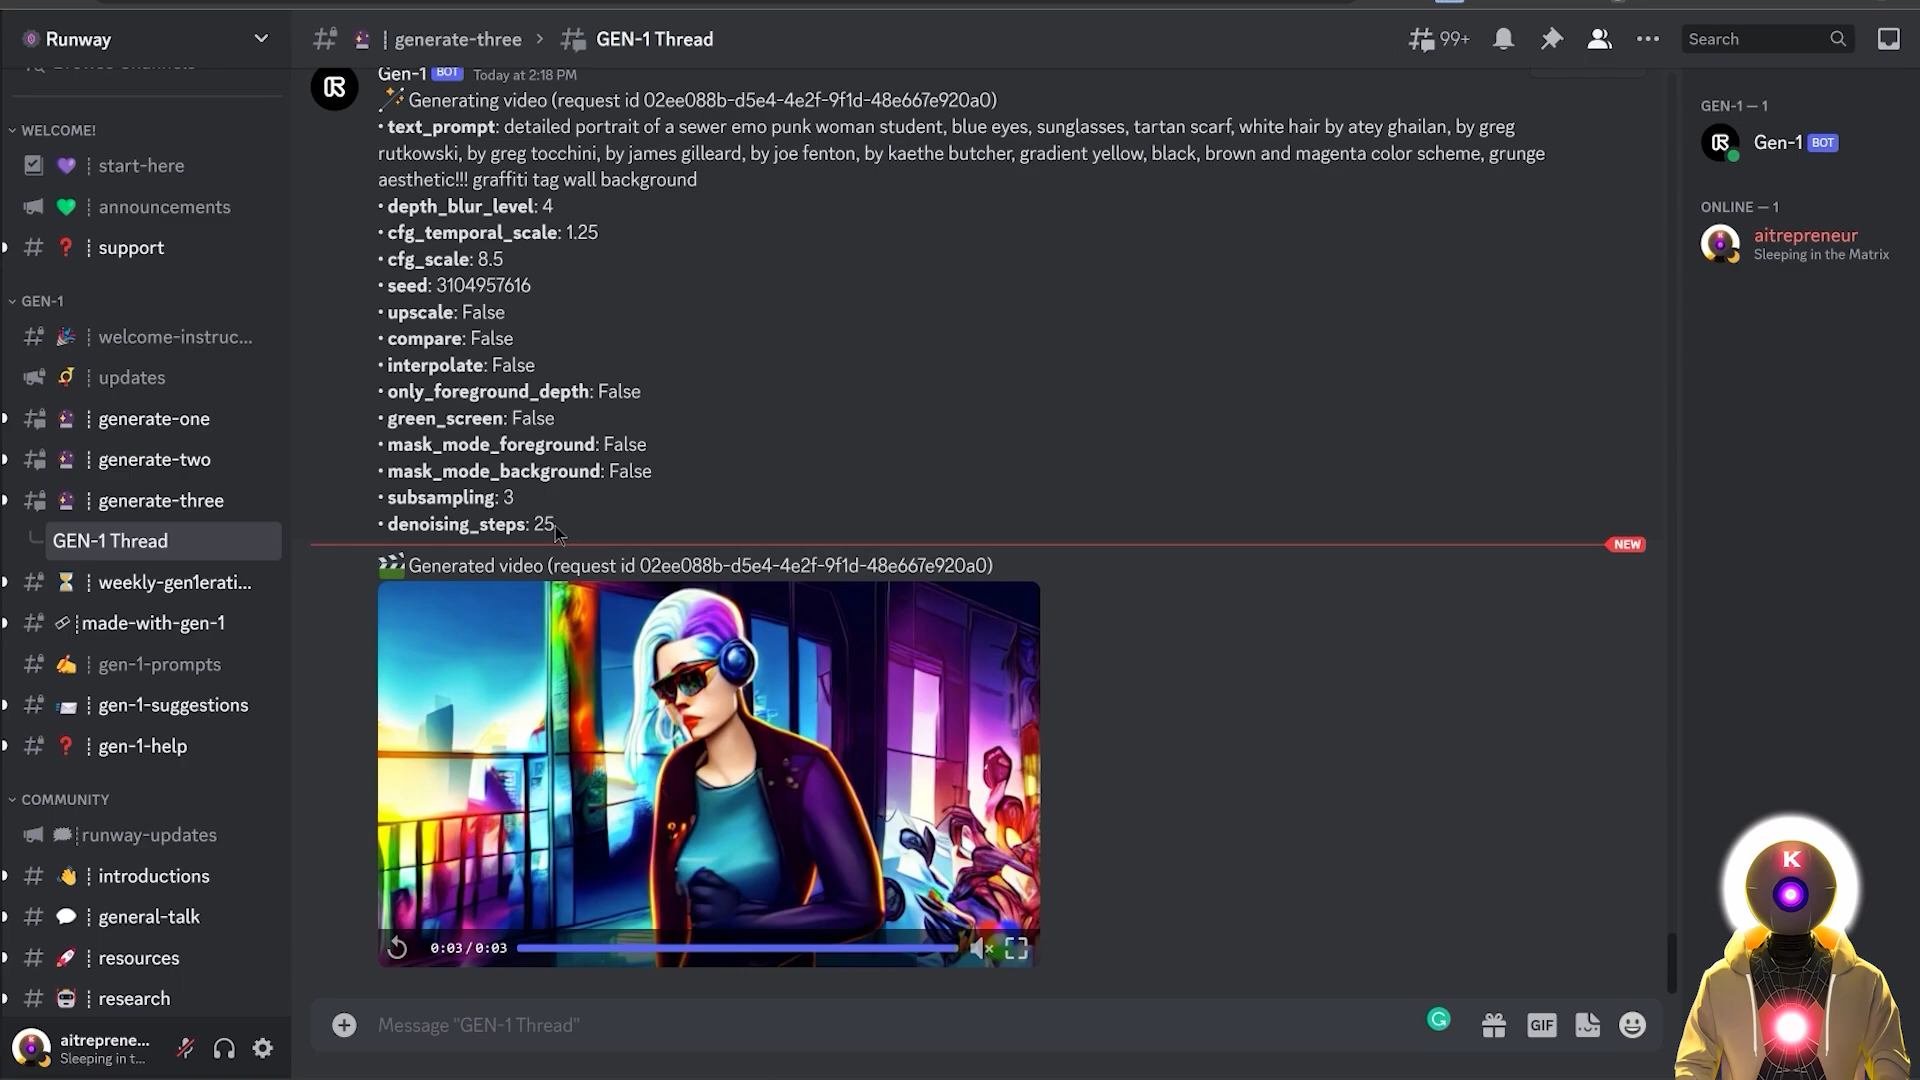 Runway
generate-three
GEN-1 Thread
99+
Search
WELCOME!
start-here
announcements
support
GEN-1
welcome-instruc...
updates
generate-one
generate-two
generate-three
GEN-1 Thread
weekly-gen1erati...
made-with-gen-1
gen-1-prompts
gen-1-suggestions
gen-1-help
COMMUNITY
runway-updates
introductions
general-talk
resources
research
aitreprene...
Sleeping in t...
Gen-1 BOT Today at 2:18 PM
Generating video (request id 02ee088b-d5e4-4e2f-9f1d-48e667e920a0)
• text_prompt: detailed portrait of a sewer emo punk woman student, blue eyes, sunglasses, tartan scarf, white hair by atey ghailan, by greg
rutkowski, by greg tocchini, by james gilleard, by joe fenton, by kaethe butcher, gradient yellow, black, brown and magenta color scheme, grunge
aesthetic!!! graffiti tag wall background
• depth_blur_level: 4
• cfg_temporal_scale: 1.25
• cfg_scale: 8.5
• seed: 3104957616
• upscale: False
• compare: False
• interpolate: False
• only_foreground_depth: False
• green_screen: False
• mask_mode_foreground: False
• mask_mode_background: False
• subsampling: 3
• denoising_steps: 25
NEW
Generated video (request id 02ee088b-d5e4-4e2f-9f1d-48e667e920a0)
0:03/0:03
Message "GEN-1 Thread"
GIF
GEN-1 — 1
Gen-1 BOT
ONLINE — 1
aitrepreneur
Sleeping in the Matrix
K